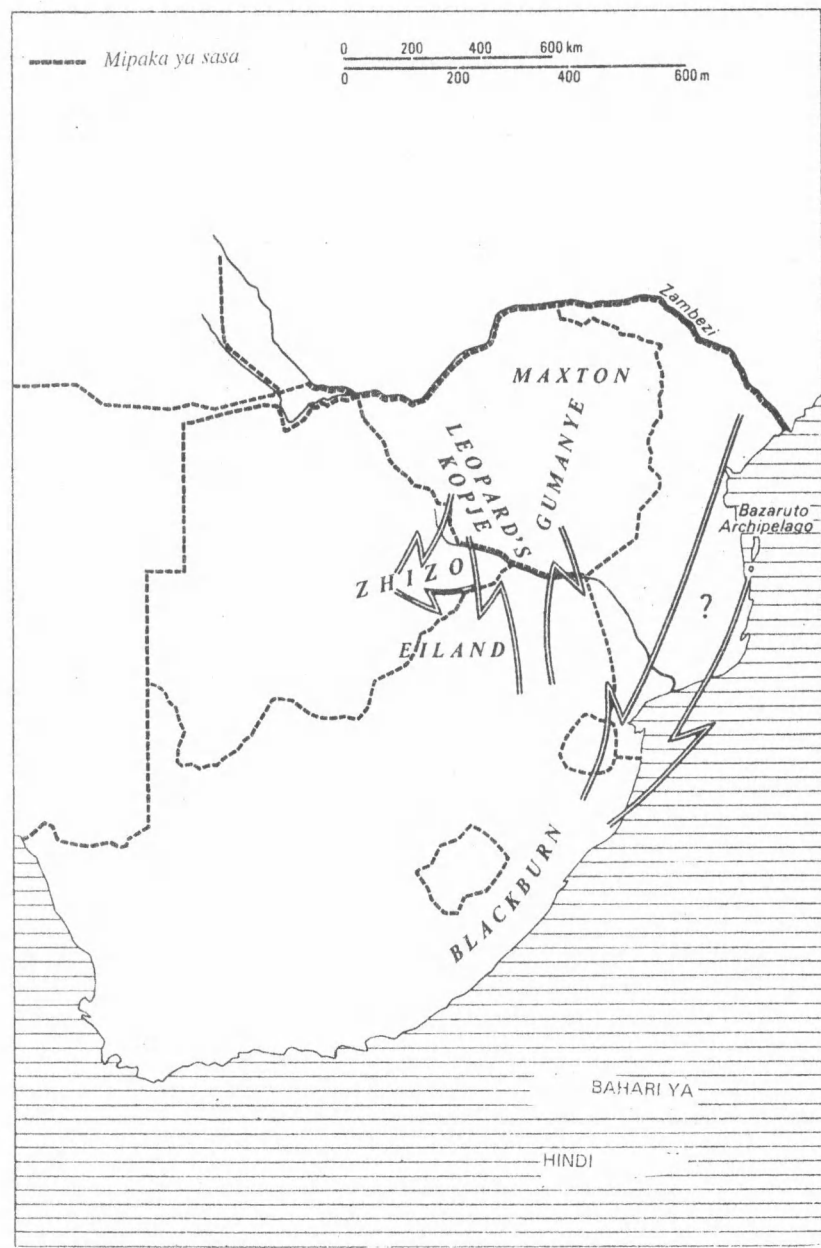 Mipaka ya sasa
0 200 400 600 km
0 200 400 600 m
Zambezi
MAXTON
LEOPARD'S
KOPJE
GUMANYE
Bazaruto
Archipelago
ZHIZO
?
EILAND
BLACKBURN
BAHARI YA
HINDI